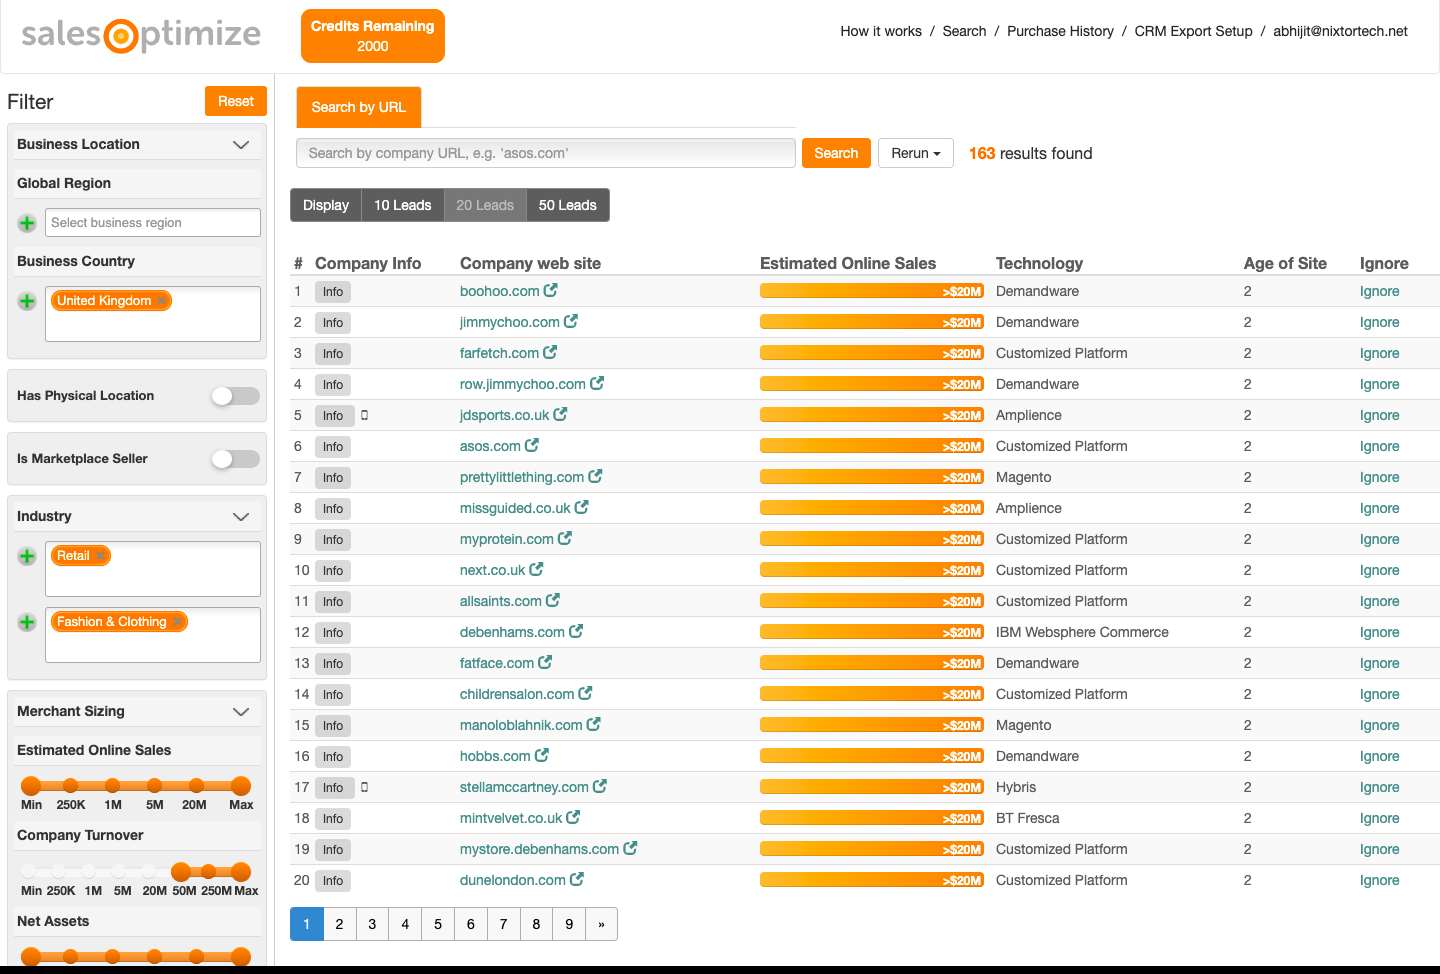 sales ptimize
Credits Remaining
2000
How it works / Search / Purchase History / CRM Export Setup / abhijit@nixtortech.net
Filter
Reset
Business Location
Global Region
Select business region
Business Country
United Kingdom ×
Has Physical Location
Is Marketplace Seller
Industry
Retail ×
Fashion & Clothing ×
Merchant Sizing
Estimated Online Sales
Min 250K 1M 5M 20M Max
Company Turnover
Min 250K 1M 5M 20M 50M 250M Max
Net Assets
Search by URL
Search by company URL, e.g. 'asos.com'
Search
Rerun
163 results found
Display 10 Leads 20 Leads 50 Leads
# Company Info Company web site Estimated Online Sales Technology Age of Site Ignore
1 Info boohoo.com >$20M Demandware 2 Ignore
2 Info jimmychoo.com >$20M Demandware 2 Ignore
3 Info farfetch.com >$20M Customized Platform 2 Ignore
4 Info row.jimmychoo.com >$20M Demandware 2 Ignore
5 Info jdsports.co.uk >$20M Amplience 2 Ignore
6 Info asos.com >$20M Customized Platform 2 Ignore
7 Info prettylittlething.com >$20M Magento 2 Ignore
8 Info missguided.co.uk >$20M Amplience 2 Ignore
9 Info myprotein.com >$20M Customized Platform 2 Ignore
10 Info next.co.uk >$20M Customized Platform 2 Ignore
11 Info allsaints.com >$20M Customized Platform 2 Ignore
12 Info debenhams.com >$20M IBM Websphere Commerce 2 Ignore
13 Info fatface.com >$20M Demandware 2 Ignore
14 Info childrensalon.com >$20M Customized Platform 2 Ignore
15 Info manoloblahnik.com >$20M Magento 2 Ignore
16 Info hobbs.com >$20M Demandware 2 Ignore
17 Info stellamccartney.com >$20M Hybris 2 Ignore
18 Info mintvelvet.co.uk >$20M BT Fresca 2 Ignore
19 Info mystore.debenhams.com >$20M Customized Platform 2 Ignore
20 Info dunelondon.com >$20M Customized Platform 2 Ignore
1 2 3 4 5 6 7 8 9 »